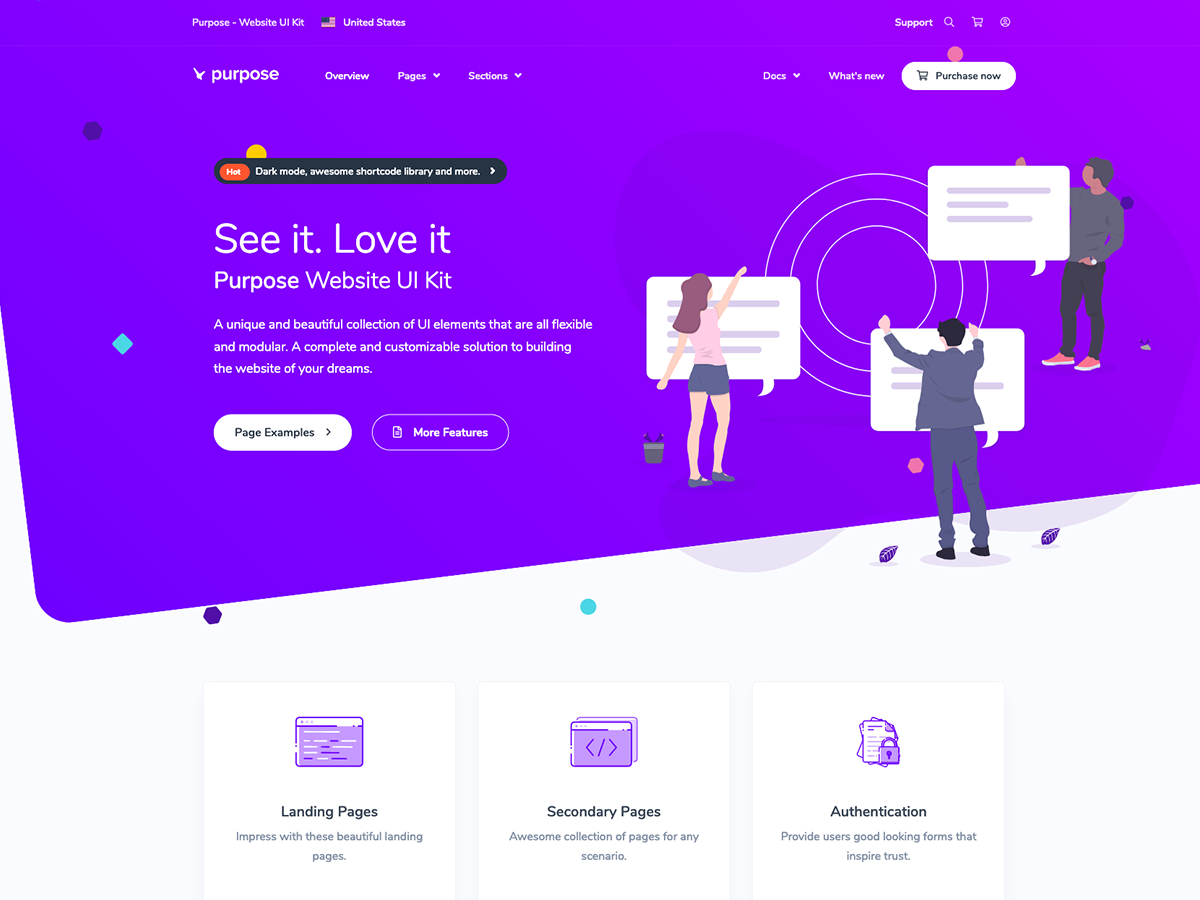 Purpose - Website UI Kit United States Support
purpose Overview Pages Sections Docs What's new Purchase now
Hot Dark mode, awesome shortcode library and more.
See it. Love it
Purpose Website UI Kit
A unique and beautiful collection of UI elements that are all flexible
and modular. A complete and customizable solution to building
the website of your dreams.
Page Examples More Features
Landing Pages
Impress with these beautiful landing
pages.
</>
Secondary Pages
Awesome collection of pages for any
scenario.
Authentication
Provide users good looking forms that
inspire trust.